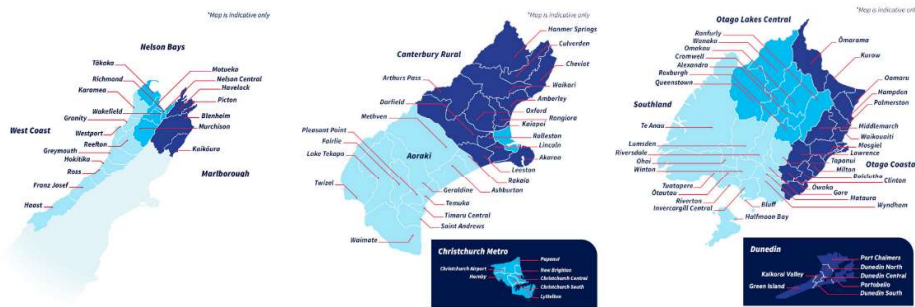 *Map is indicative only
Nelson Bays
Tākaka
Richmond
Karamea
Motueka
Nelson Central
Havelock
Picton
Wakefield
Granity
Blenheim
Murchison
West Coast
Westport
Reefton
Greymouth
Hokitika
Ross
Franz Josef
Haast
Kaikōura
Marlborough
*Map is indicative only
Canterbury Rural
Hanmer Springs
Culverden
Cheviot
Arthurs Pass
Waikari
Darfield
Amberley
Methven
Oxford
Rangiora
Kaiapoi
Pleasant Point
Fairlie
Lake Tekapo
Aoraki
Rolleston
Lincoln
Akaroa
Leeston
Rakaia
Ashburton
Twizel
Geraldine
Temuka
Timaru Central
Saint Andrews
Waimate
Christchurch Metro
Papanui
Christchurch Airport
New Brighton
Hornby
Christchurch Central
Christchurch South
Lyttelton
*Map is indicative only
Otago Lakes Central
Ranfurly
Wanaka
Omakau
Cromwell
Alexandra
Roxburgh
Queenstown
Ōmarama
Kurow
Oamaru
Hampden
Palmerston
Southland
Te Anau
Middlemarch
Waikouaiti
Mosgiel
Lawrence
Lumsden
Riversdale
Ohai
Winton
Tapanui
Otago Coastal
Milton
Balclutha
Clinton
Tuatapere
Ōtautau
Riverton
Invercargill Central
Ōwaka
Gore
Mataura
Wyndham
Bluff
Halfmoon Bay
Dunedin
Port Chalmers
Dunedin North
Kaikorai Valley
Dunedin Central
Green Island
Portobello
Dunedin South